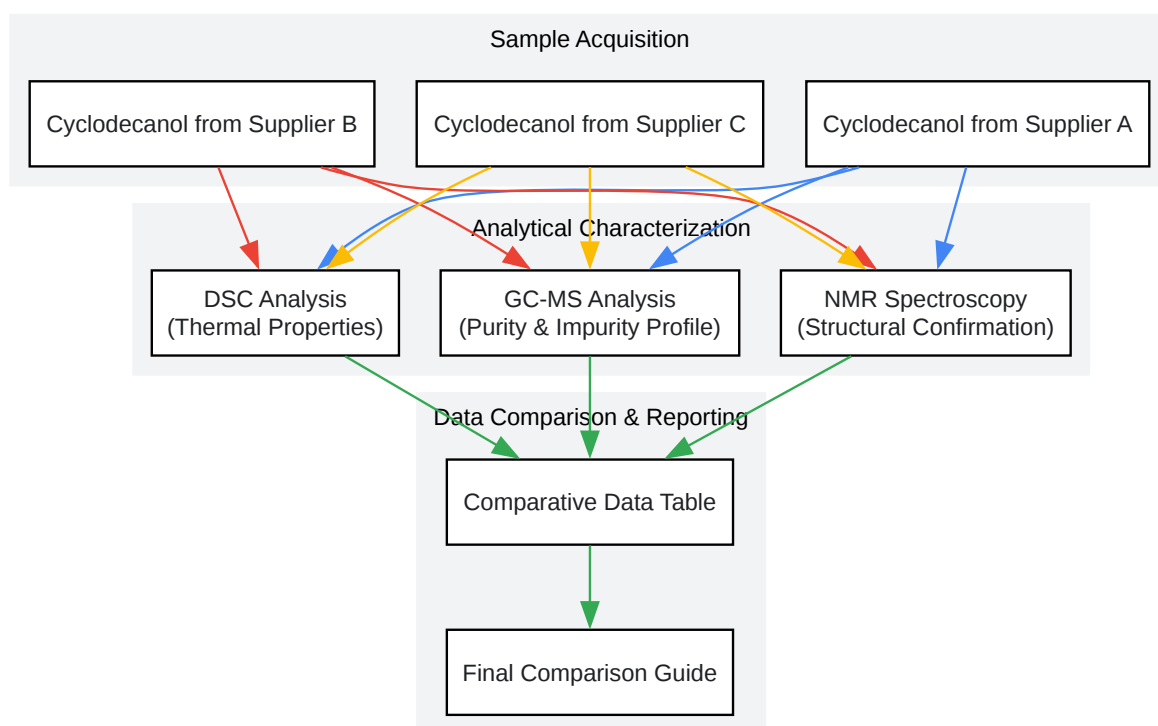 Sample Acquisition
Cyclodecanol from Supplier B
Cyclodecanol from Supplier C
Cyclodecanol from Supplier A
Analytical Characterization
DSC Analysis
(Thermal Properties)
GC-MS Analysis
(Purity & Impurity Profile)
NMR Spectroscopy
(Structural Confirmation)
Data Comparison & Reporting
Comparative Data Table
Final Comparison Guide